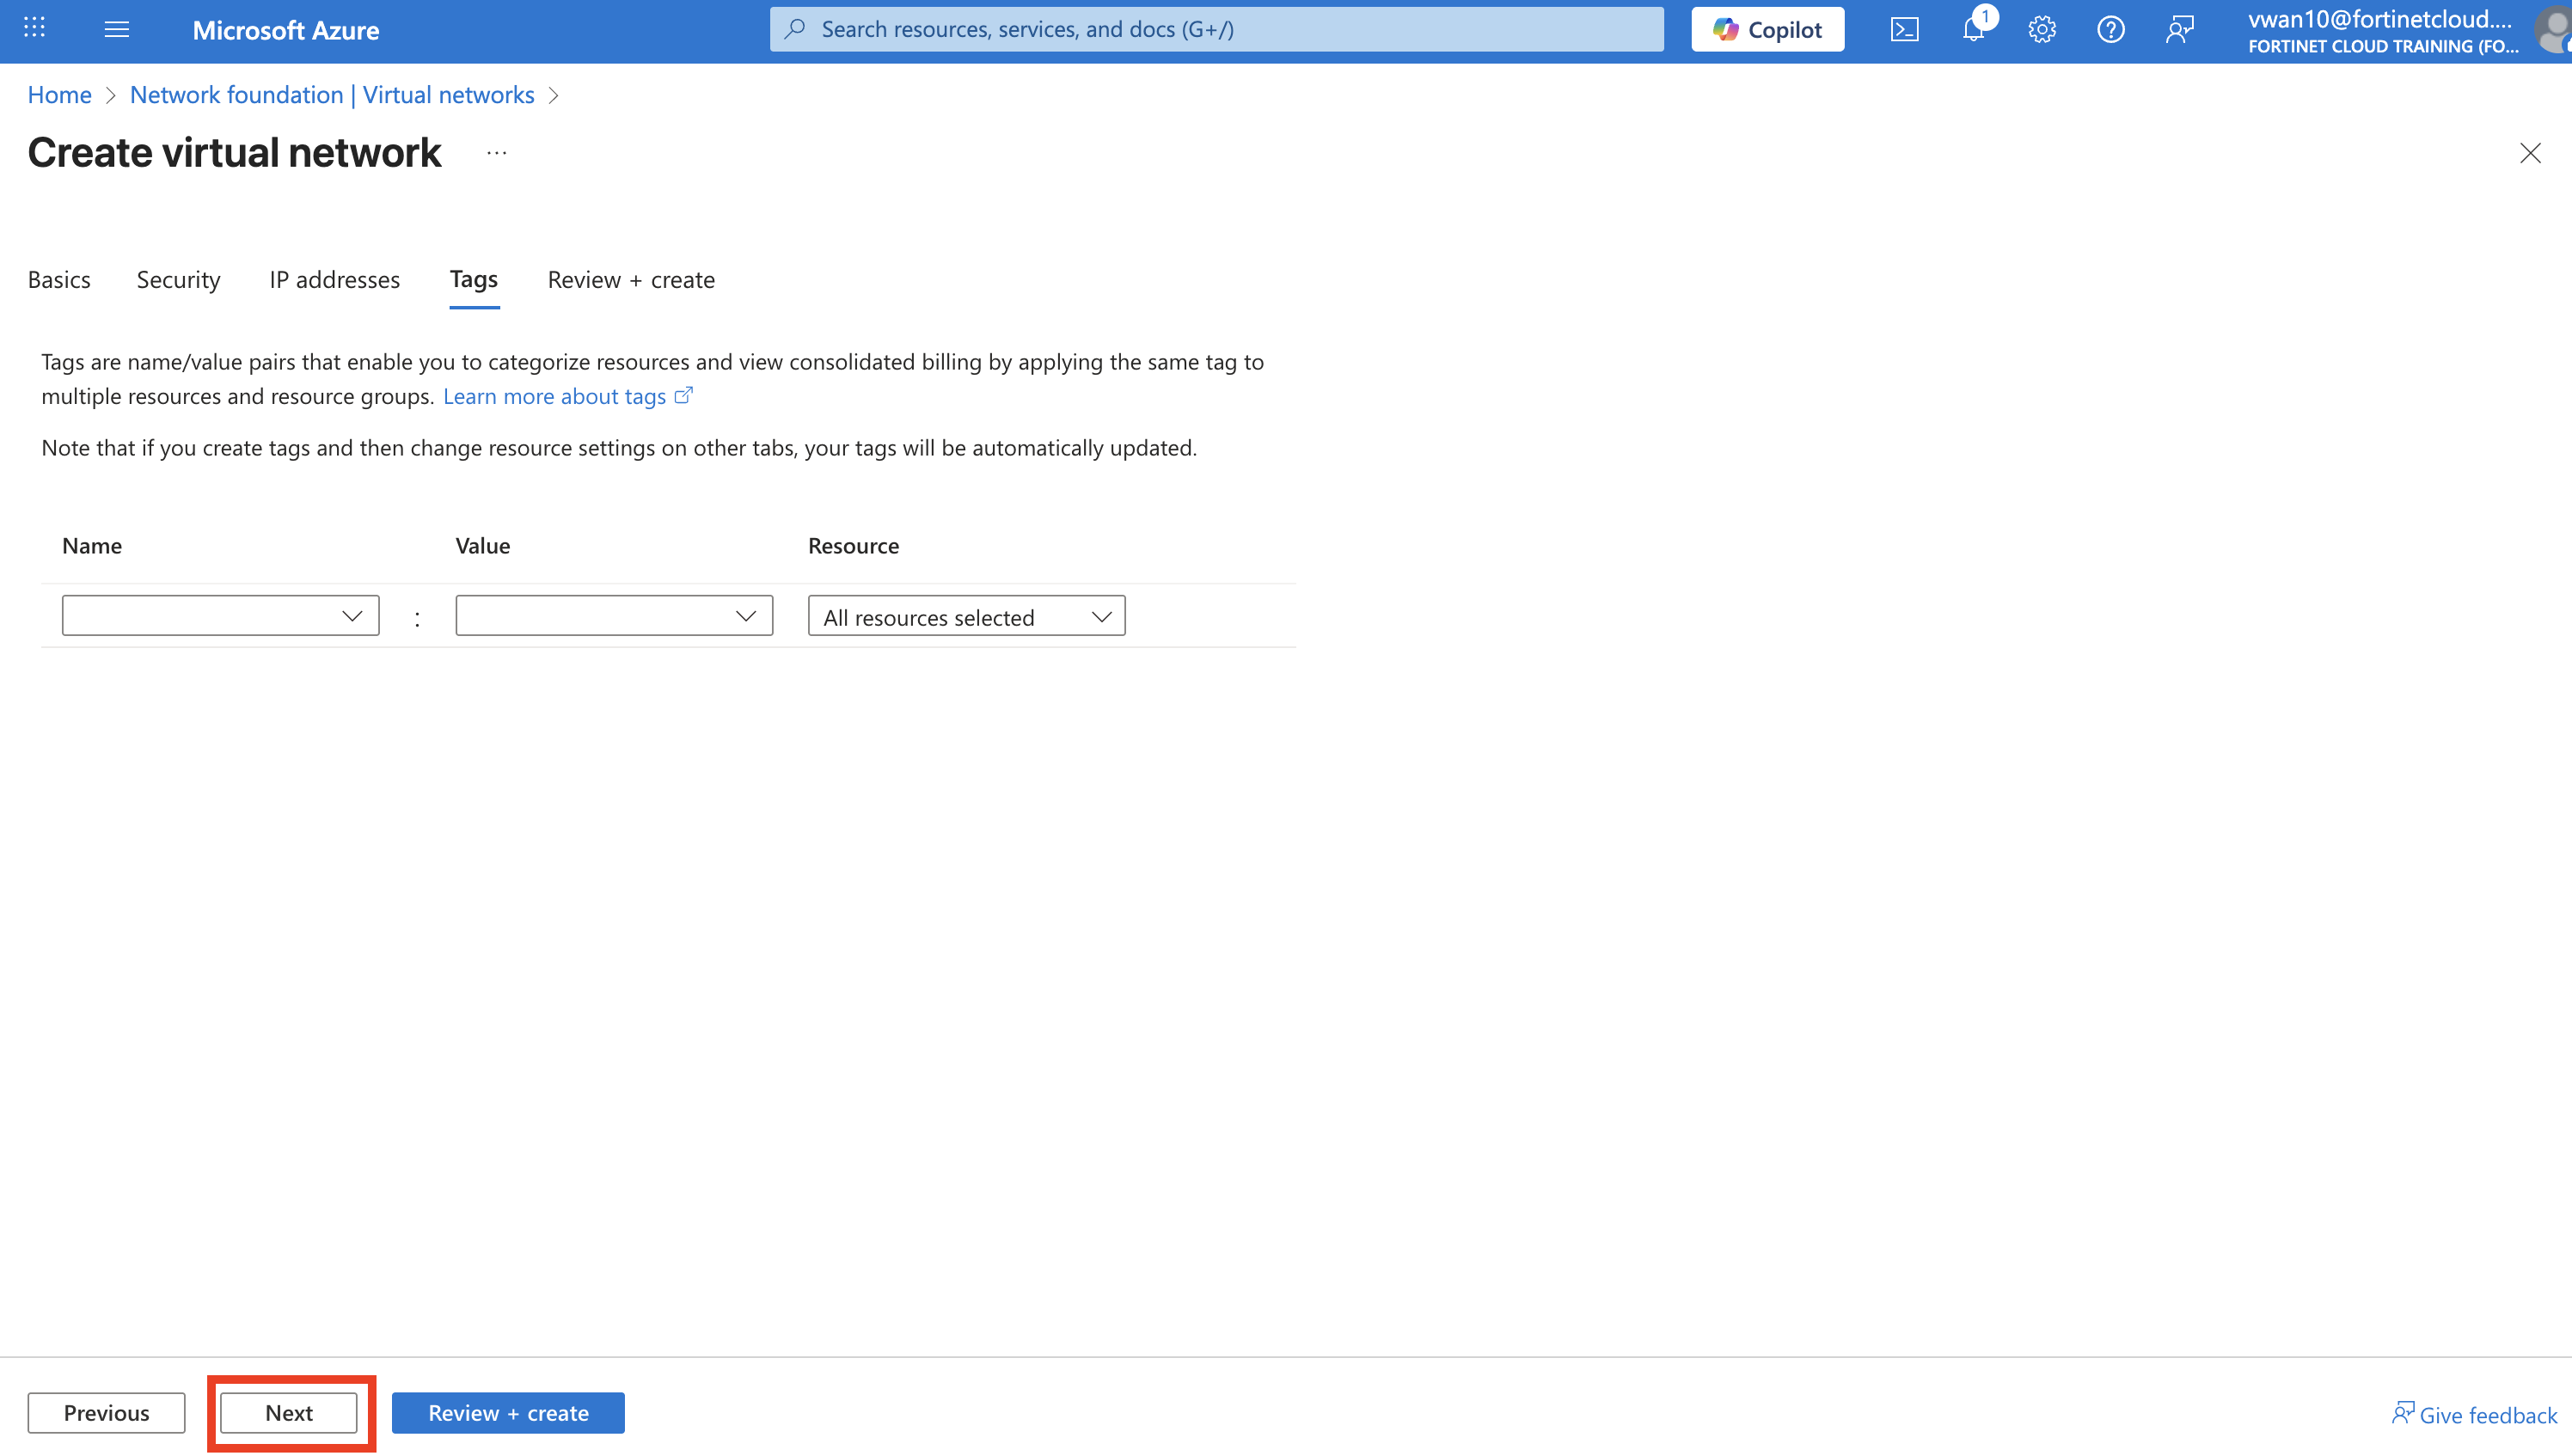 Microsoft Azure
Search resources, services, and docs (G+/)
Copilot
1
vwan10@fortinetcloud....
FORTINET CLOUD TRAINING (FO...
Home > Network foundation | Virtual networks >
Create virtual network ...
Basics Security IP addresses Tags Review + create
Tags are name/value pairs that enable you to categorize resources and view consolidated billing by applying the same tag to
multiple resources and resource groups. Learn more about tags
Note that if you create tags and then change resource settings on other tabs, your tags will be automatically updated.
Name Value Resource
: All resources selected
Previous Next Review + create Give feedback